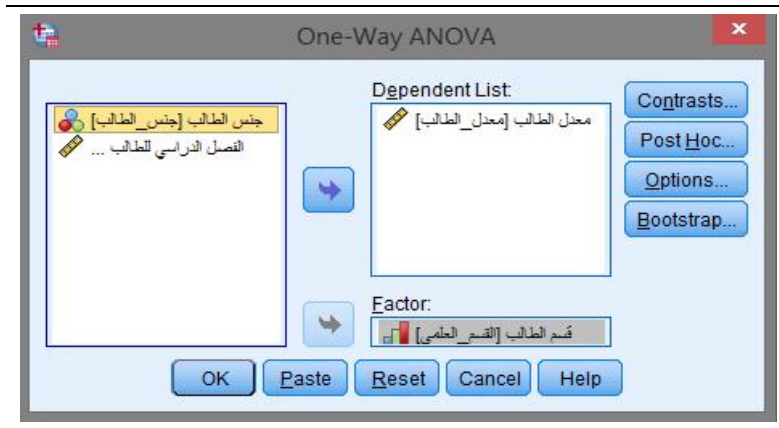 One-Way ANOVA
جنس الطالب [جنس_الطالب]
الفصل الدراسي للطالب ...
Dependent List:
معدل الطالب [معدل_الطالب]
Factor:
قسم الطالب [القسم_العلمي]
Contrasts...
Post Hoc...
Options...
Bootstrap...
OK
Paste
Reset
Cancel
Help